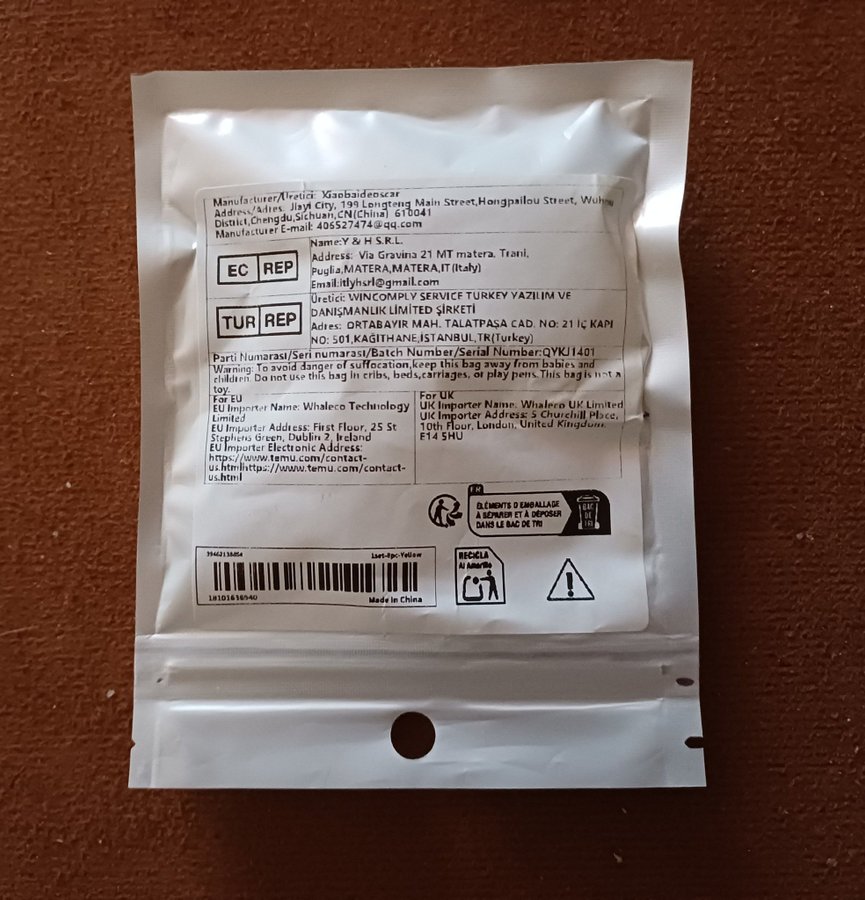 Manufacturer/Üretici: Xiaobaideoscar
Address/Adres: Jiayi City, 199 Longteng Main Street,Hongpailou Street, Wuhou
District,Chengdu,Sichuan,CN(China) 610041
Manufacturer E-mail: 406527474@qq.com
EC REP
Name:Y & H S.R.L.
Address: Via Gravina 21 MT matera, Trani,
Puglia,MATERA,MATERA,IT(Italy)
Email:itlyhsrl@gmail.com
TUR REP
Üretici: WINCOMPLY SERVICE TURKEY YAZILIM VE
DANIŞMANLIK LİMİTED ŞİRKETİ
Adres: ORTABAYIR MAH. TALATPAŞA CAD. NO: 21 İÇ KAPI
NO: 501,KAĞITHANE,İSTANBUL,TR(Turkey)
Parti Numarası/Seri numarası/Batch Number/Serial Number:QYKJ1401
Warning: To avoid danger of suffocation,keep this bag away from babies and
children. Do not use this bag in cribs, beds,carriages, or play pens.This bag is not a
toy.
For EU
EU Importer Name: Whaleco Technology
Limited
EU Importer Address: First Floor, 25 St
Stephens Green, Dublin 2, Ireland
EU Importer Electronic Address:
https://www.temu.com/contact-
us.htmlhttps://www.temu.com/contact-
us.html
For UK
UK Importer Name: Whaleco UK Limited
UK Importer Address: 5 Churchill Place,
10th Floor, London, United Kingdom,
E14 5HU
FR
ÉLÉMENTS D'EMBALLAGE
À SÉPARER ET À DÉPOSER
DANS LE BAC DE TRI
BAC
DE
TRI
1set-8pc-Yellow
18101636940
Made In China
RECICLA
Al Amarillo